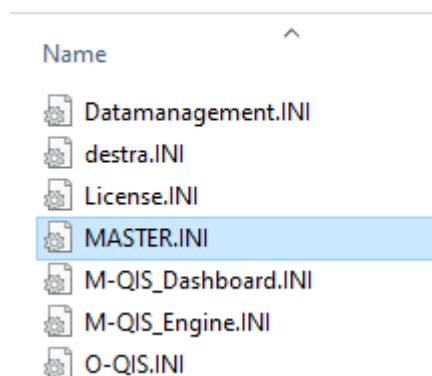 Name
Datamanagement.INI
destra.INI
License.INI
MASTER.INI
M-QIS_Dashboard.INI
M-QIS_Engine.INI
O-QIS.INI